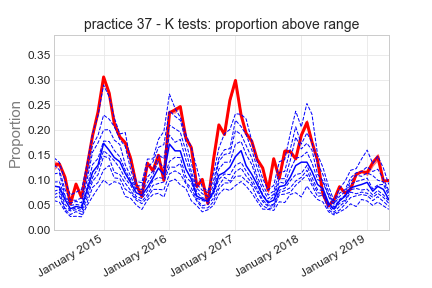 practice 37 - K tests: proportion above range
Proportion
0.35
0.30
0.25
0.20
0.15
0.10
0.05
0.00
January 2015
January 2016
January 2017
January 2018
January 2019